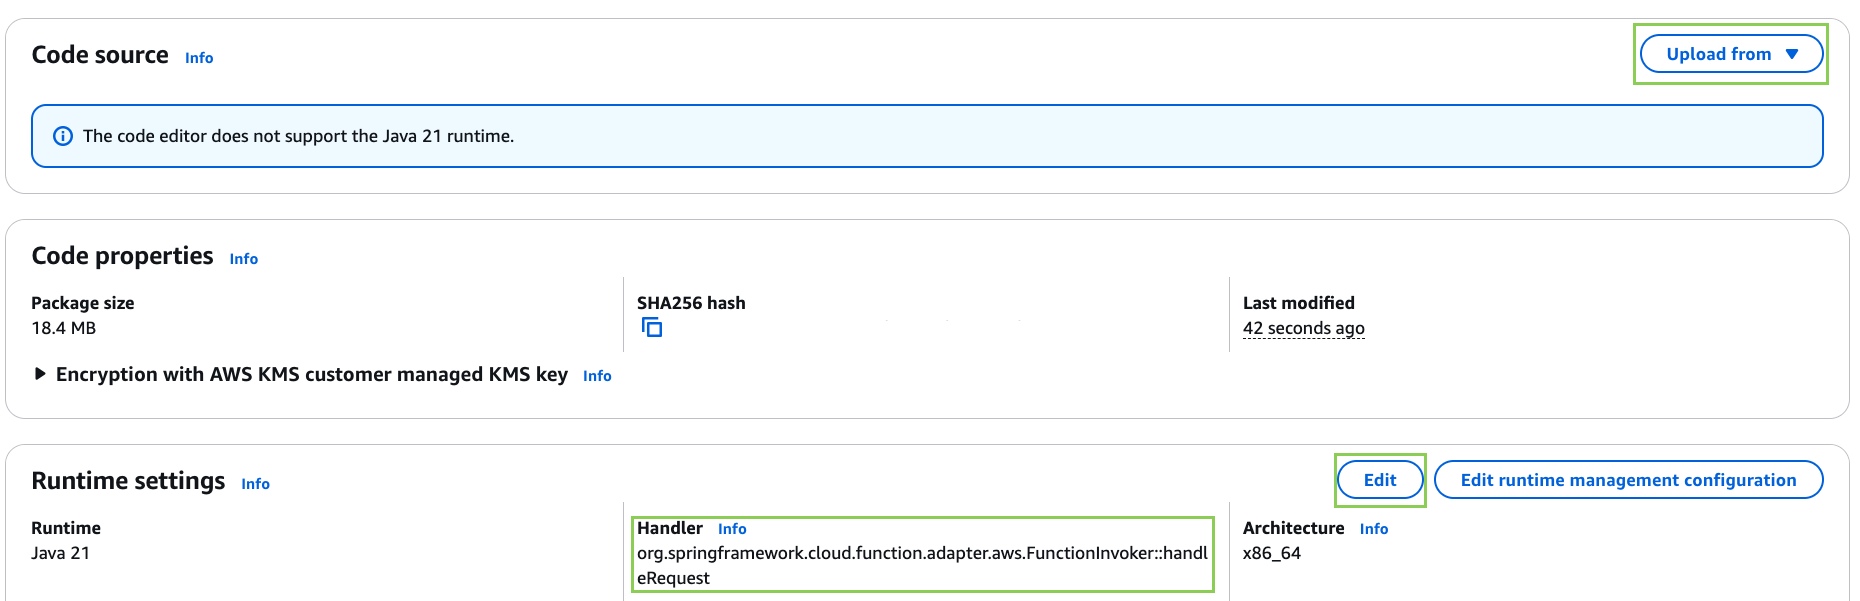 Code source Info
Upload from
The code editor does not support the Java 21 runtime.
Code properties Info
Package size
18.4 MB
SHA256 hash
Last modified
42 seconds ago
Encryption with AWS KMS customer managed KMS key Info
Runtime settings Info
Edit
Edit runtime management configuration
Runtime
Java 21
Handler Info
org.springframework.cloud.function.adapter.aws.FunctionInvoker::handl
eRequest
Architecture Info
x86_64